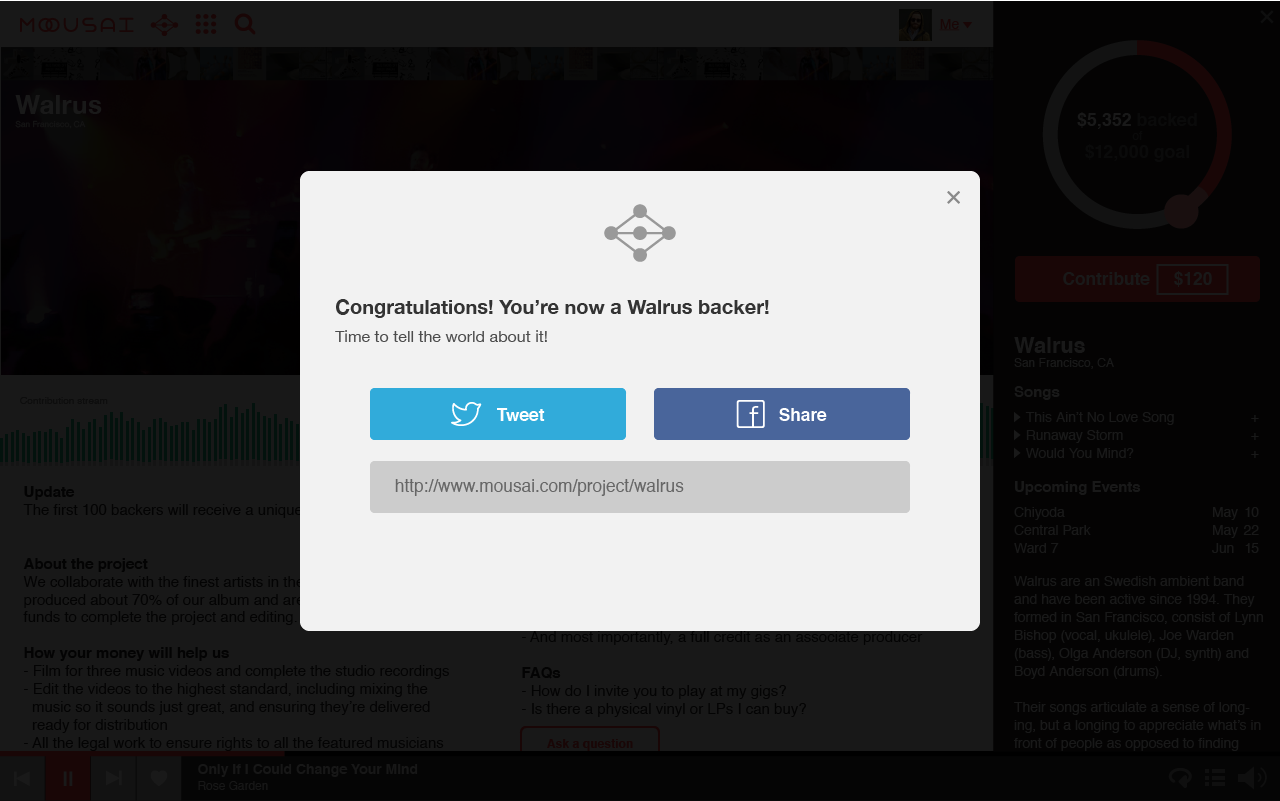 MOUSAI
Me
Walrus
San Francisco, CA
$5,352 backed
of
$12,000 goal
Contribute $120
Congratulations! You're now a Walrus backer!
Time to tell the world about it!
Tweet
Share
http://www.mousai.com/project/walrus
Contribution stream
Update
The first 100 backers will receive a unique
About the project
We collaborate with the finest artists in the
produced about 70% of our album and are
funds to complete the project and editing,
How your money will help us
- Film for three music videos and complete the studio recordings
- Edit the videos to the highest standard, including mixing the
music so it sounds just great, and ensuring they're delivered
ready for distribution
- All the legal work to ensure rights to all the featured musicians
- And most importantly, a full credit as an associate producer
FAQs
- How do I invite you to play at my gigs?
- Is there a physical vinyl or LPs I can buy?
Ask a question
Walrus
San Francisco, CA
Songs
This Ain't No Love Song +
Runaway Storm +
Would You Mind? +
Upcoming Events
Chiyoda May 10
Central Park May 22
Ward 7 Jun 15
Walrus are an Swedish ambient band
and have been active since 1994. They
formed in San Francisco, consist of Lynn
Bishop (vocal, ukulele), Joe Warden
(bass), Olga Anderson (DJ, synth) and
Boyd Anderson (drums).
Their songs articulate a sense of long-
ing, but a longing to appreciate what's in
front of people as opposed to finding
Only If I Could Change Your Mind
Rose Garden